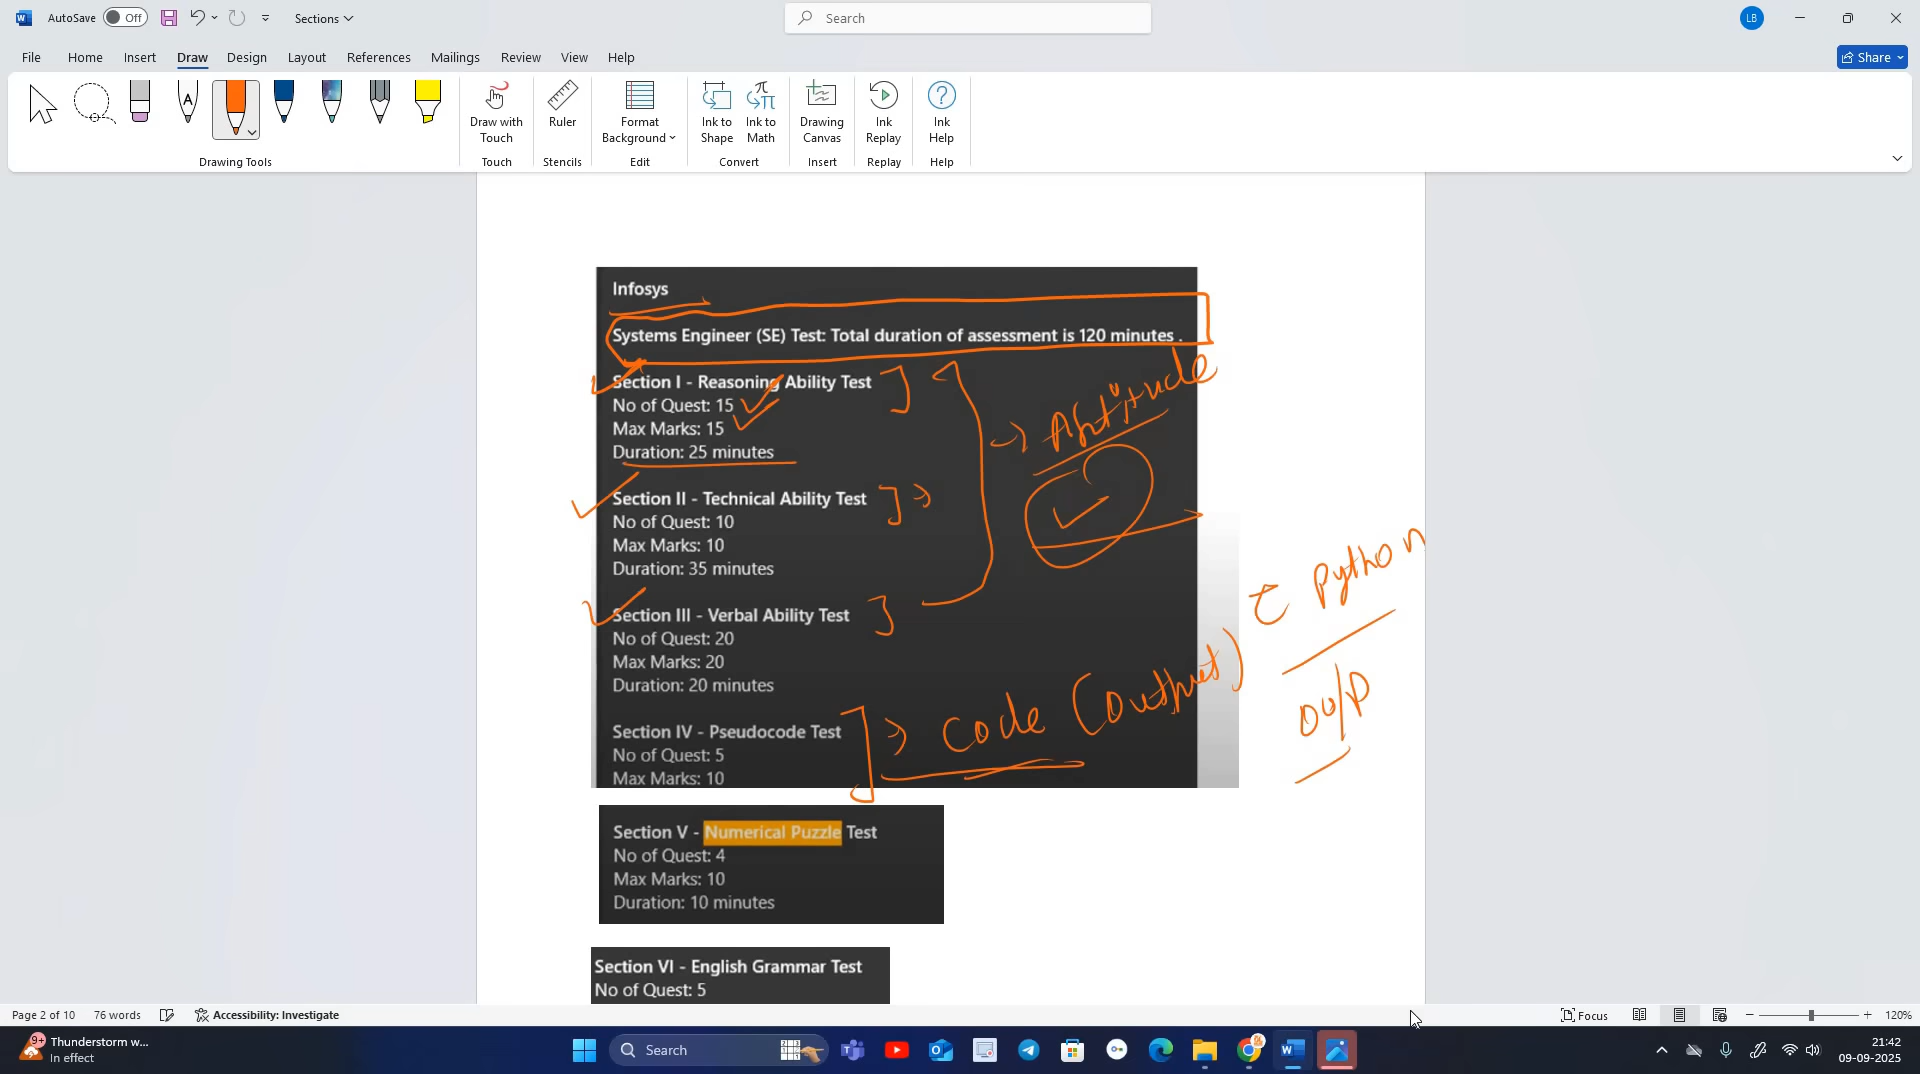 AutoSave Off
Sections
Search
LB
File Home Insert Draw Design Layout References Mailings Review View Help
Share
Draw with Touch
Ruler
Format Background
Ink to Shape
Ink to Math
Drawing Canvas
Ink Replay
Ink Help
Drawing Tools
Touch
Stencils
Edit
Convert
Insert
Replay
Help
Infosys
Systems Engineer (SE) Test: Total duration of assessment is 120 minutes .
Section I - Reasoning Ability Test
No of Quest: 15
Max Marks: 15
Duration: 25 minutes
Aptitude
Section II - Technical Ability Test
No of Quest: 10
Max Marks: 10
Duration: 35 minutes
Section III - Verbal Ability Test
No of Quest: 20
Max Marks: 20
Duration: 20 minutes
Python
Section IV - Pseudocode Test
No of Quest: 5
Max Marks: 10
Code (output)
Section V - Numerical Puzzle Test
No of Quest: 4
Max Marks: 10
Duration: 10 minutes
Section VI - English Grammar Test
No of Quest: 5
Page 2 of 10 76 words Accessibility: Investigate
Focus
120%
9+
Thunderstorm w...
In effect
Search
21:42
09-09-2025